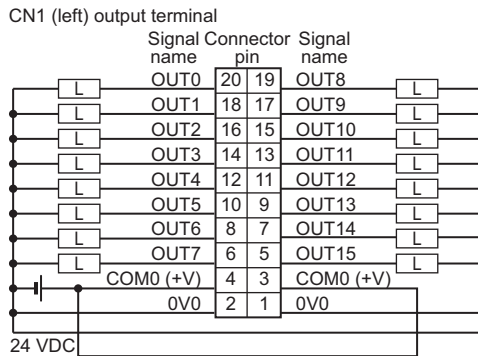 CN1 (left) output terminal
Signal name Connector pin Signal name
L OUT0 20 19 OUT8 L
L OUT1 18 17 OUT9 L
L OUT2 16 15 OUT10 L
L OUT3 14 13 OUT11 L
L OUT4 12 11 OUT12 L
L OUT5 10 9 OUT13 L
L OUT6 8 7 OUT14 L
L OUT7 6 5 OUT15 L
COM0 (+V) 4 3 COM0 (+V)
0V0 2 1 0V0
24 VDC